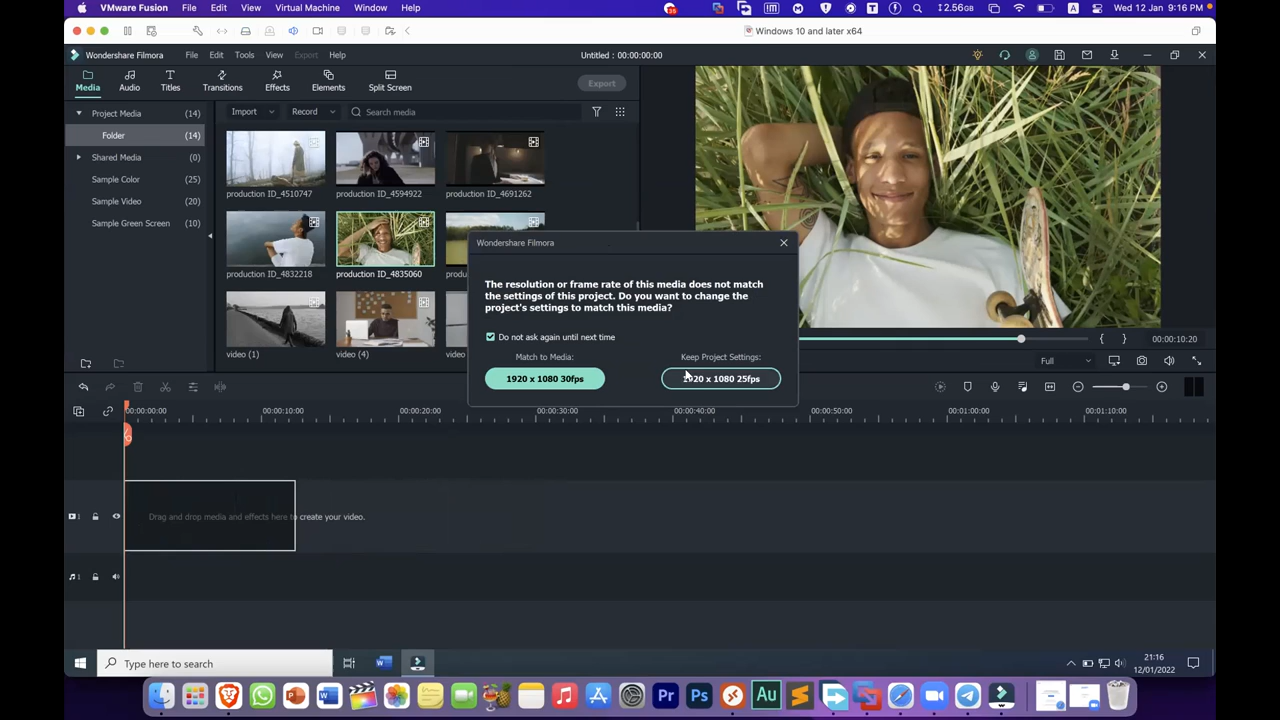 VMware Fusion File Edit View Virtual Machine Window Help 2.56GB A Wed 12 Jan 9:16 PM
Windows 10 and later x64
Wondershare Filmora File Edit Tools View Export Help Untitled : 00:00:00:00
Media Audio Titles Transitions Effects Elements Split Screen Export
Project Media (14) Import Record Search media
Folder (14)
Shared Media (0)
Sample Color (25)
production ID_4510747 production ID_4594922 production ID_4691262
Sample Video (20)
Sample Green Screen (10)
production ID_4832218 production ID_4835060
video (1) video (4)
Wondershare Filmora
The resolution or frame rate of this media does not match
the settings of this project. Do you want to change the
project's settings to match this media?
Do not ask again until next time
Match to Media: Keep Project Settings:
1920 x 1080 30fps 1920 x 1080 25fps
00:00:10:20
Full
00:00:00:00 00:00:10:00 00:00:20:00 00:00:30:00 00:00:40:00 00:00:50:00 00:01:00:00 00:01:10:00
1 Drag and drop media and effects here to create your video.
1
Type here to search
21:16
12/01/2022
Pr Ps Au